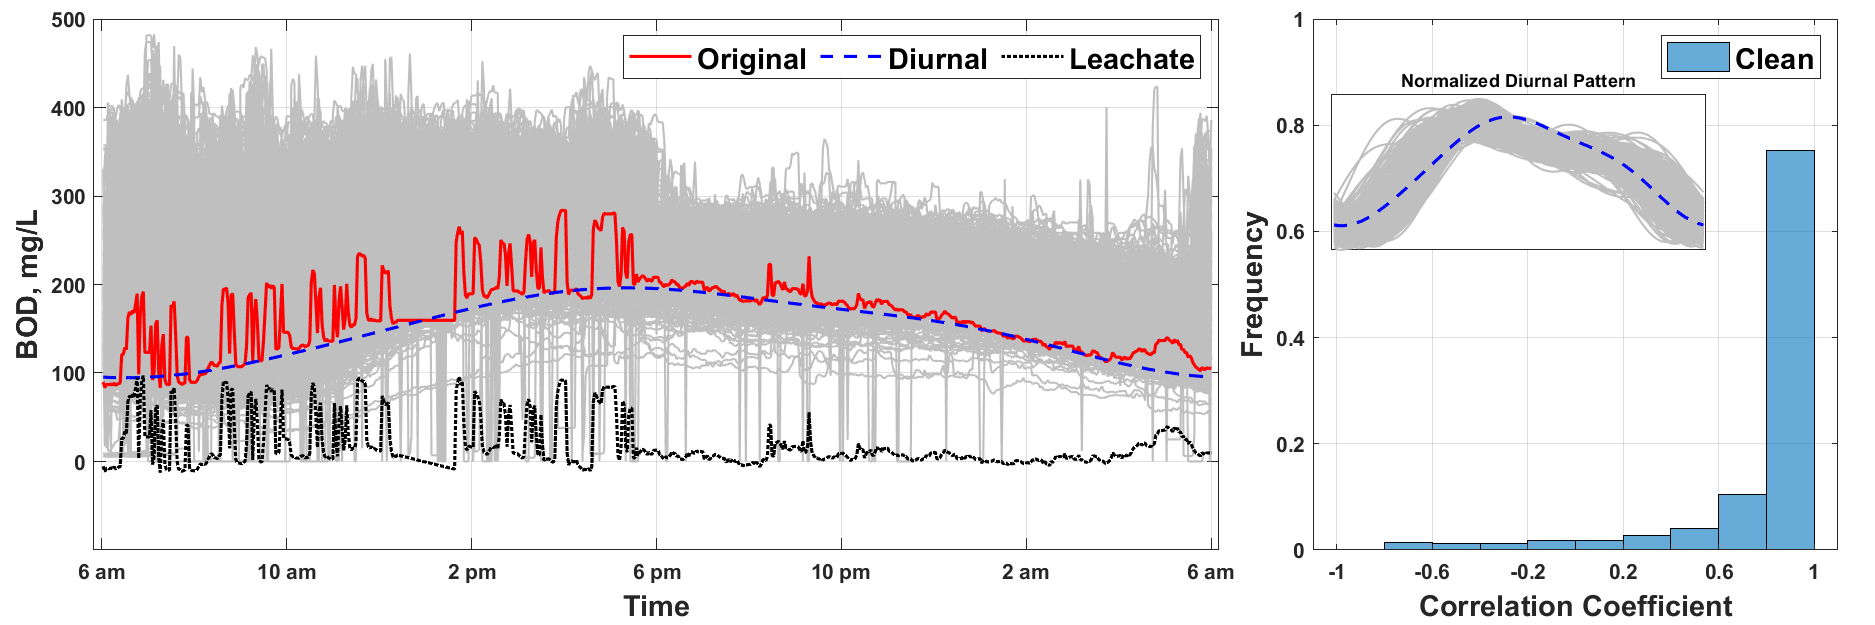 500
400
300
200
100
0
BOD, mg/L
Original
Diurnal
Leachate
6 am
10 am
2 pm
6 pm
10 pm
2 am
6 am
Time
1
0.8
0.6
0.4
0.2
0
Frequency
Clean
Normalized Diurnal Pattern
-1
-0.6
-0.2
0.2
0.6
1
Correlation Coefficient